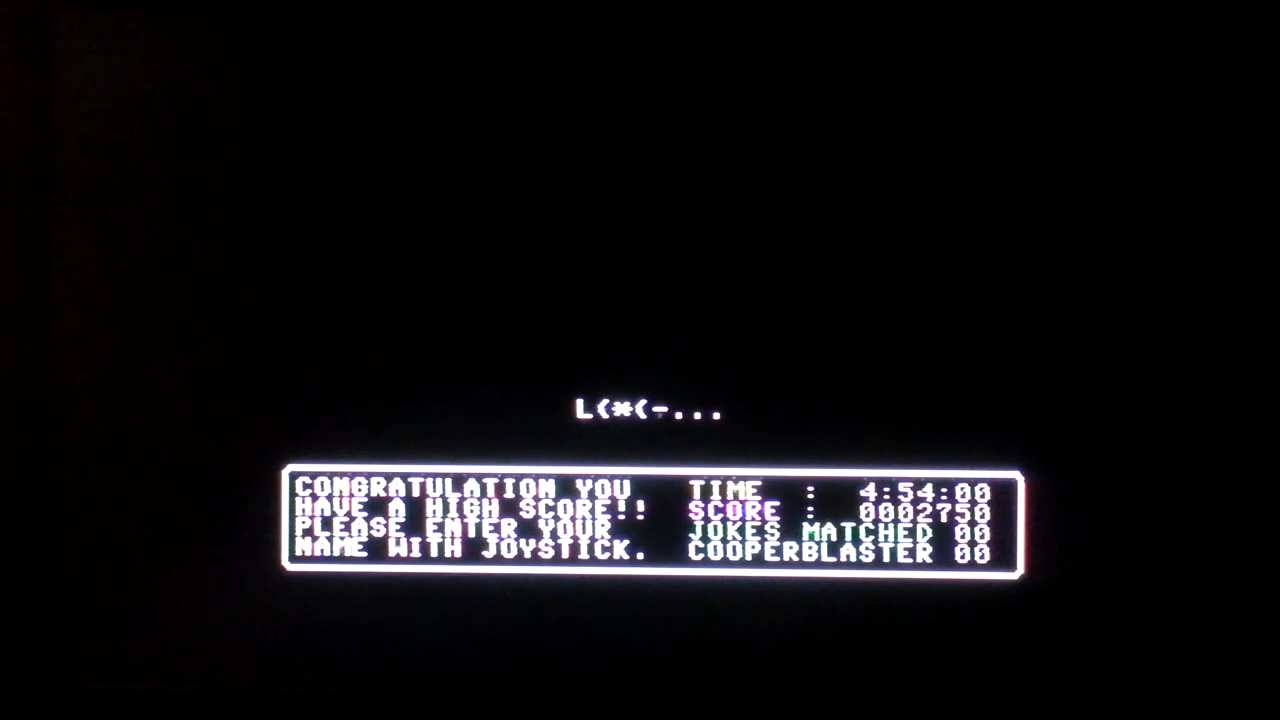 L<*<-...
CONGRATULATION YOU TIME : 4:54:00
HAVE A HIGH SCORE!! SCORE : 0002750
PLEASE ENTER YOUR JOKES MATCHED 00
NAME WITH JOYSTICK. COOPERBLASTER 00